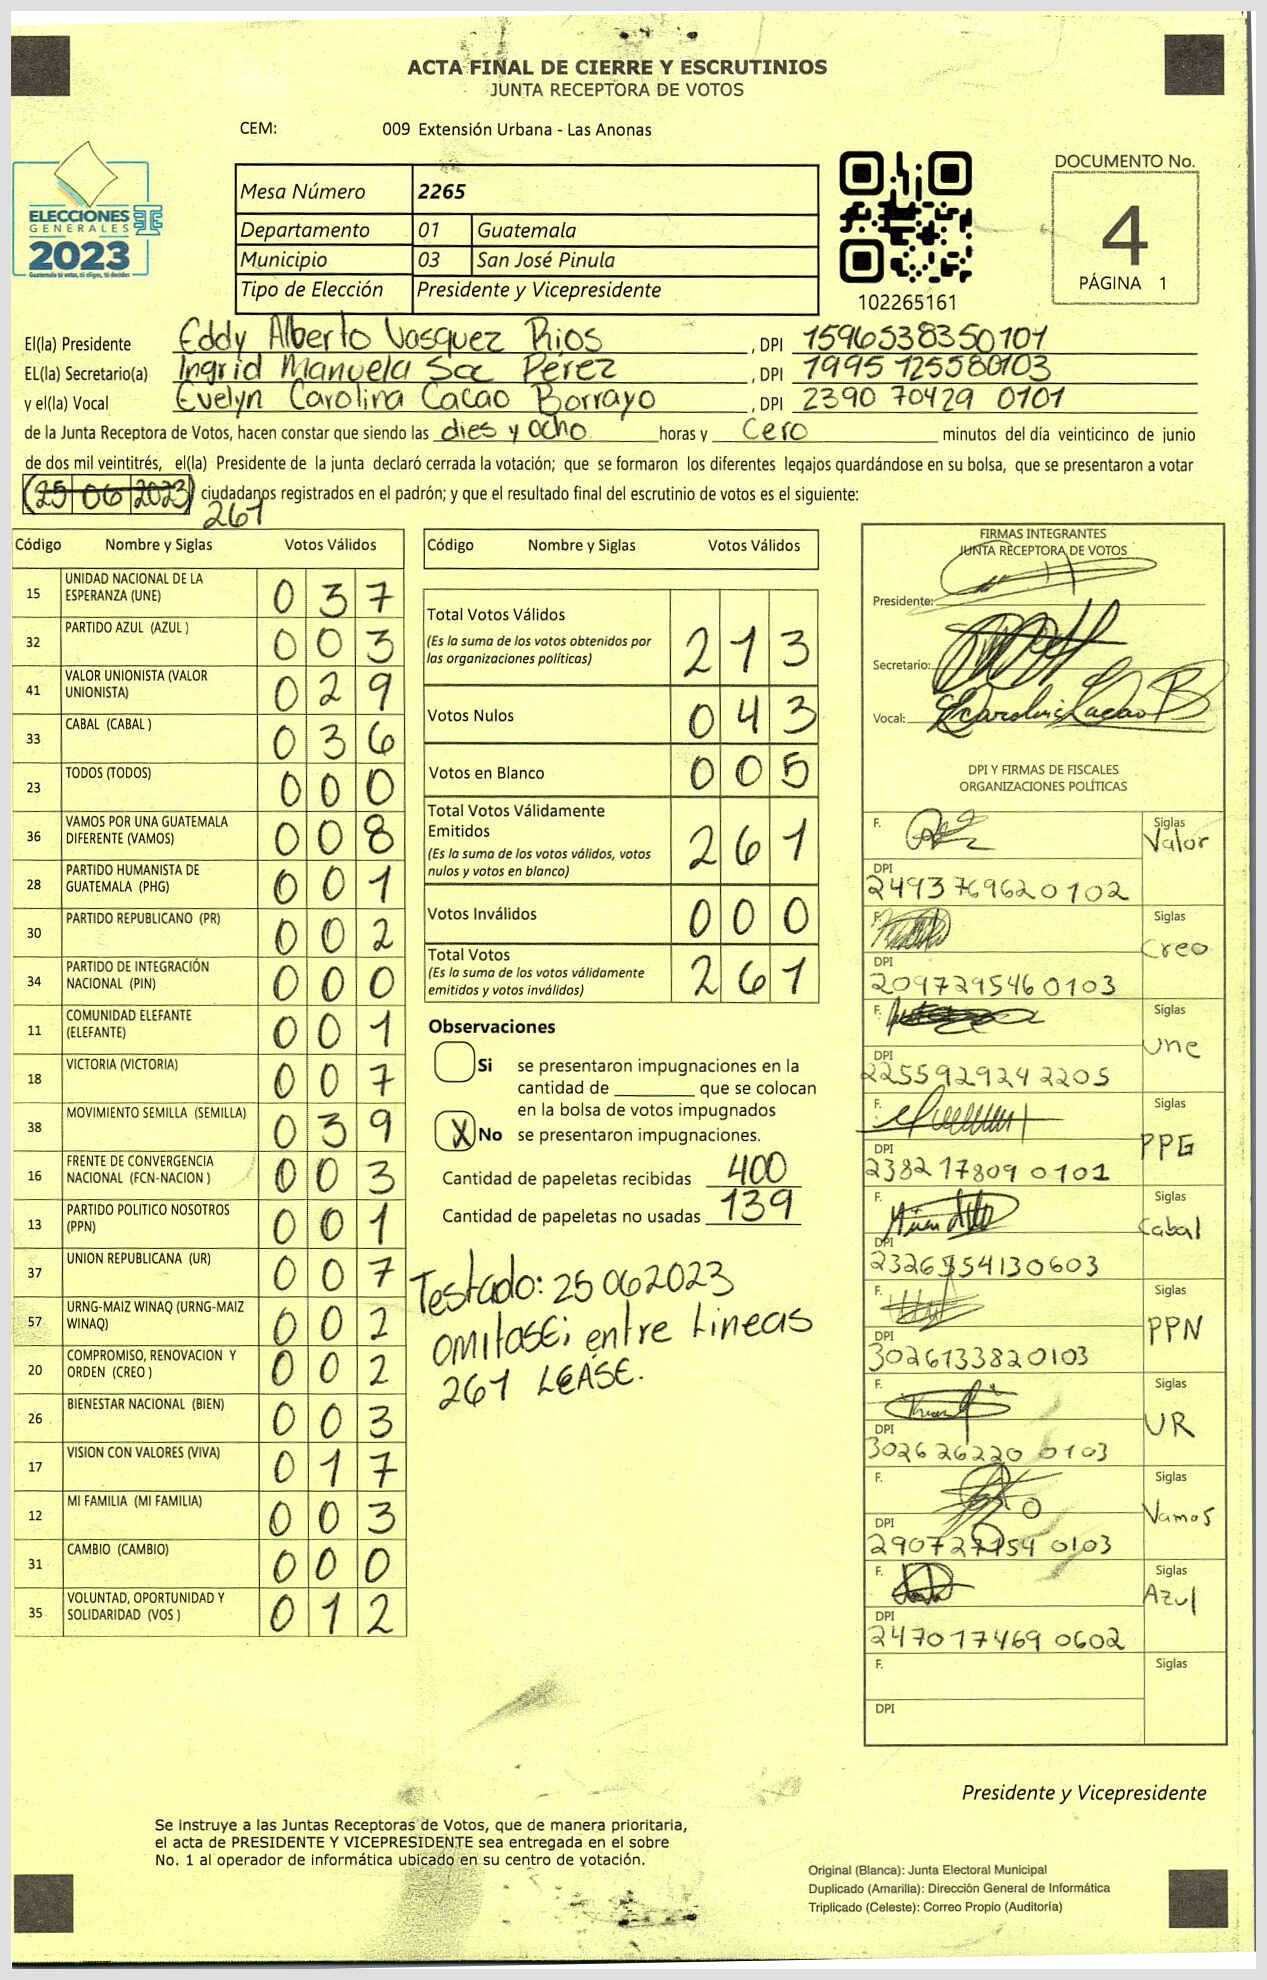 ACTA FINAL DE CIERRE Y ESCRUTINIOS
JUNTA RECEPTORA DE VOTOS
CEM: 009 Extensión Urbana - Las Anonas
ELECCIONES
GENERALES
2023
Guatemala tú votas, tú eliges, tú decides
Mesa Número 2265
Departamento 01 Guatemala
Municipio 03 San José Pinula
Tipo de Elección Presidente y Vicepresidente
102265161
DOCUMENTO No.
4
PÁGINA 1
El(la) Presidente Eddy Alberto Vasquez Rios , DPI 1596538350101
EL(la) Secretario(a) Ingrid Manuela Soc Pérez , DPI 1995 125580103
y el(la) Vocal Evelyn Carolina Cacao Borrayo , DPI 2390 70429 0101
de la Junta Receptora de Votos, hacen constar que siendo las dies y ocho horas y Cero minutos del día veinticinco de junio
de dos mil veintitrés, el(la) Presidente de la junta declaró cerrada la votación; que se formaron los diferentes legajos guardándose en su bolsa, que se presentaron a votar
(25 06 2023) ciudadanos registrados en el padrón; y que el resultado final del escrutinio de votos es el siguiente:
261
Código Nombre y Siglas Votos Válidos
15 UNIDAD NACIONAL DE LA ESPERANZA (UNE) 0 3 7
32 PARTIDO AZUL (AZUL ) 0 0 3
41 VALOR UNIONISTA (VALOR UNIONISTA) 0 2 9
33 CABAL (CABAL ) 0 3 6
23 TODOS (TODOS) 0 0 0
36 VAMOS POR UNA GUATEMALA DIFERENTE (VAMOS) 0 0 8
28 PARTIDO HUMANISTA DE GUATEMALA (PHG) 0 0 1
30 PARTIDO REPUBLICANO (PR) 0 0 2
34 PARTIDO DE INTEGRACIÓN NACIONAL (PIN) 0 0 0
11 COMUNIDAD ELEFANTE (ELEFANTE) 0 0 1
18 VICTORIA (VICTORIA) 0 0 7
38 MOVIMIENTO SEMILLA (SEMILLA) 0 3 9
16 FRENTE DE CONVERGENCIA NACIONAL (FCN-NACION ) 0 0 3
13 PARTIDO POLITICO NOSOTROS (PPN) 0 0 1
37 UNION REPUBLICANA (UR) 0 0 7
57 URNG-MAIZ WINAQ (URNG-MAIZ WINAQ) 0 0 2
20 COMPROMISO, RENOVACION Y ORDEN (CREO ) 0 0 2
26 BIENESTAR NACIONAL (BIEN) 0 0 3
17 VISION CON VALORES (VIVA) 0 1 7
12 MI FAMILIA (MI FAMILIA) 0 0 3
31 CAMBIO (CAMBIO) 0 0 0
35 VOLUNTAD, OPORTUNIDAD Y SOLIDARIDAD (VOS ) 0 1 2
Código Nombre y Siglas Votos Válidos
Total Votos Válidos 2 1 3
(Es la suma de los votos obtenidos por
las organizaciones políticas)
Votos Nulos 0 4 3
Votos en Blanco 0 0 5
Total Votos Válidamente
Emitidos 2 6 1
(Es la suma de los votos válidos, votos
nulos y votos en blanco)
Votos Inválidos 0 0 0
Total Votos 2 6 1
(Es la suma de los votos válidamente
emitidos y votos inválidos)
Observaciones
Si se presentaron impugnaciones en la
cantidad de ________ que se colocan
en la bolsa de votos impugnados
X No se presentaron impugnaciones.
Cantidad de papeletas recibidas 400
Cantidad de papeletas no usadas 139
Testado: 25 06 2023
omitase; entre Lineas
261 LEASE.
FIRMAS INTEGRANTES
JUNTA RECEPTORA DE VOTOS
Presidente:
Secretario:
Vocal:
DPI Y FIRMAS DE FISCALES
ORGANIZACIONES POLÍTICAS
F. Siglas Valor
DPI 2493769620102
F. Siglas Creo
DPI 2097295460103
F. Siglas Une
DPI 2255929242205
F. Siglas PPG
DPI 2382 17809 0101
F. Siglas Cabal
DPI
F. Siglas PPN
DPI 3026133820103
F. Siglas UR
DPI 3026 26220 0103
F. Siglas Vamos
DPI
F. Siglas Azul
DPI 247017469 0602
F. Siglas
DPI
Presidente y Vicepresidente
Se instruye a las Juntas Receptoras de Votos, que de manera prioritaria,
el acta de PRESIDENTE Y VICEPRESIDENTE sea entregada en el sobre
No. 1 al operador de informática ubicado en su centro de votación.
Original (Blanca): Junta Electoral Municipal
Duplicado (Amarilla): Dirección General de Informática
Triplicado (Celeste): Correo Propio (Auditoría)